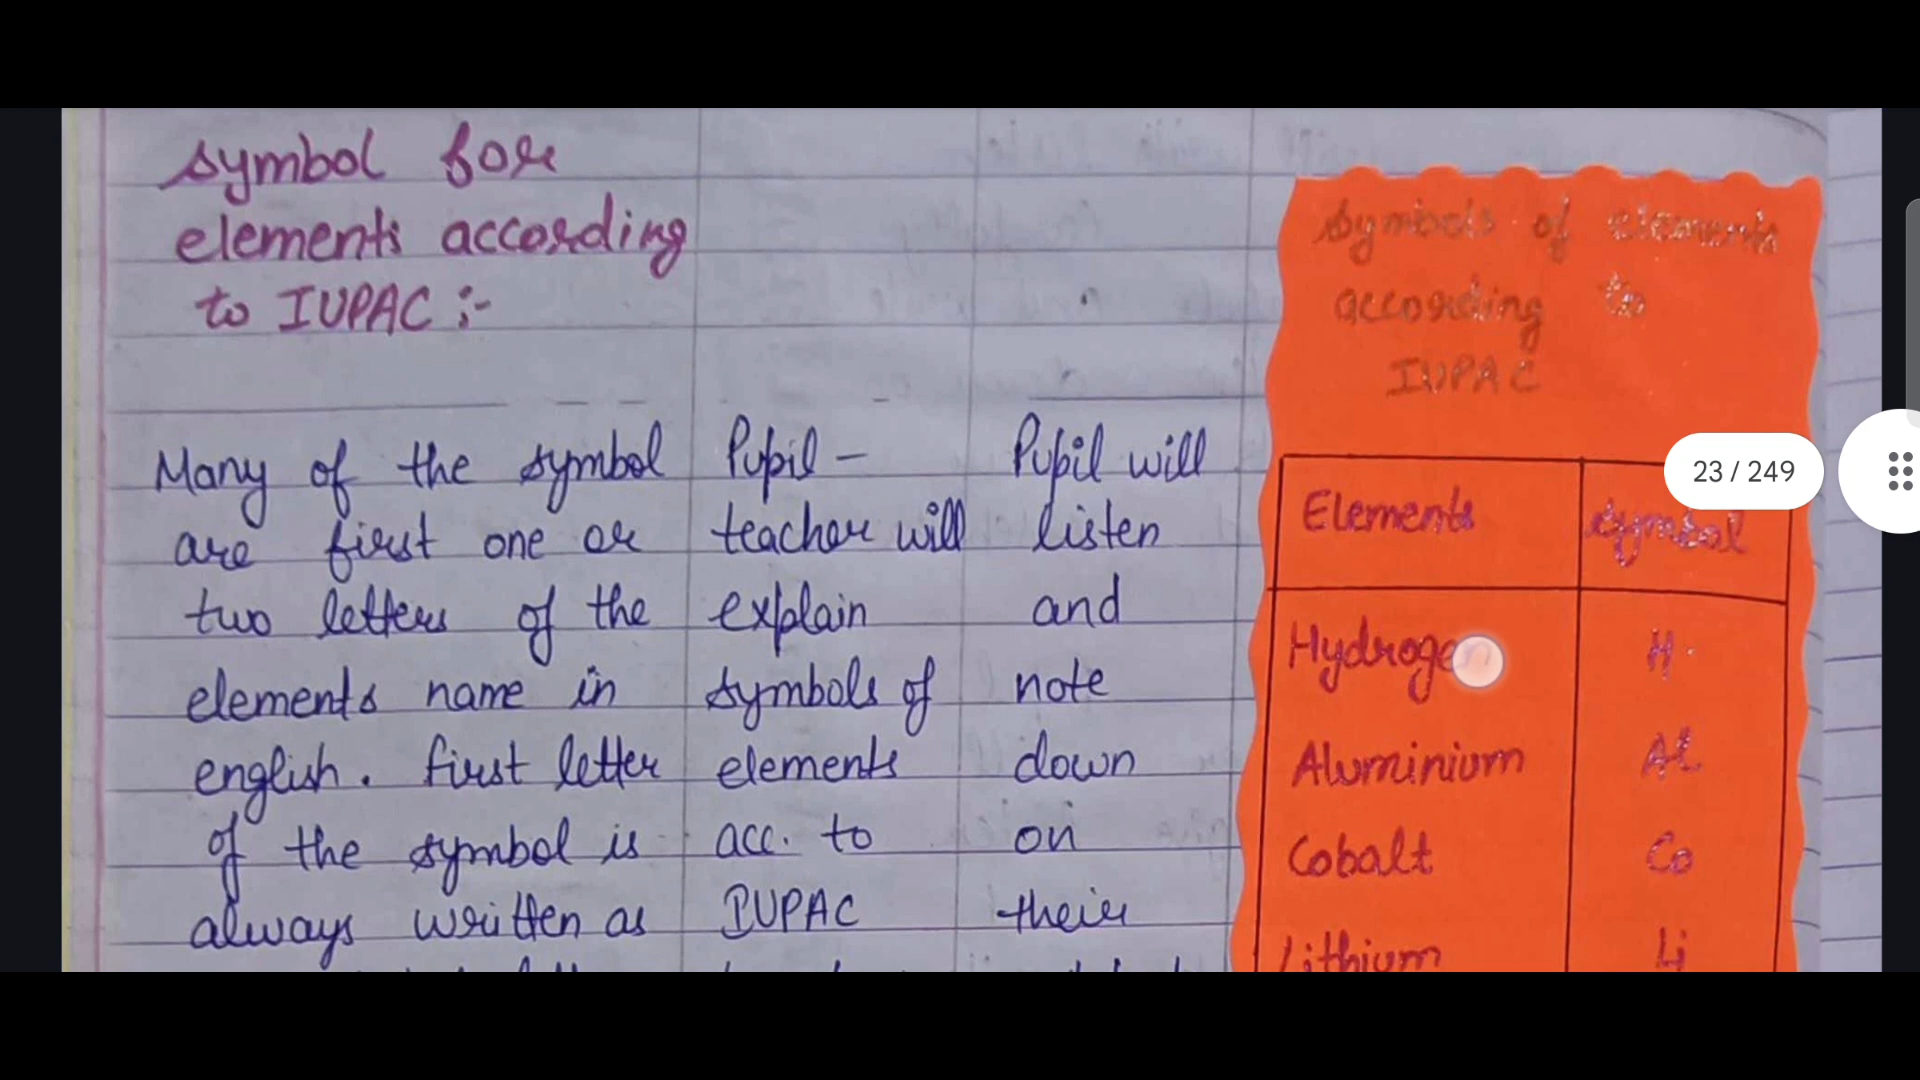 symbol for
elements according
to IUPAC :-
Many of the symbol
are first one or
two letters of the
elements name in
english. first letter
of the symbol is
always written as
Pupil -
teacher will
explain
symbols of
elements
acc. to
IUPAC
Pupil will
listen
and
note
down
on
their
Symbols of elements
according to
IUPAC
Elements symbol
Hydrogen H
Aluminium Al
Cobalt Co
Lithium Li
23 / 249